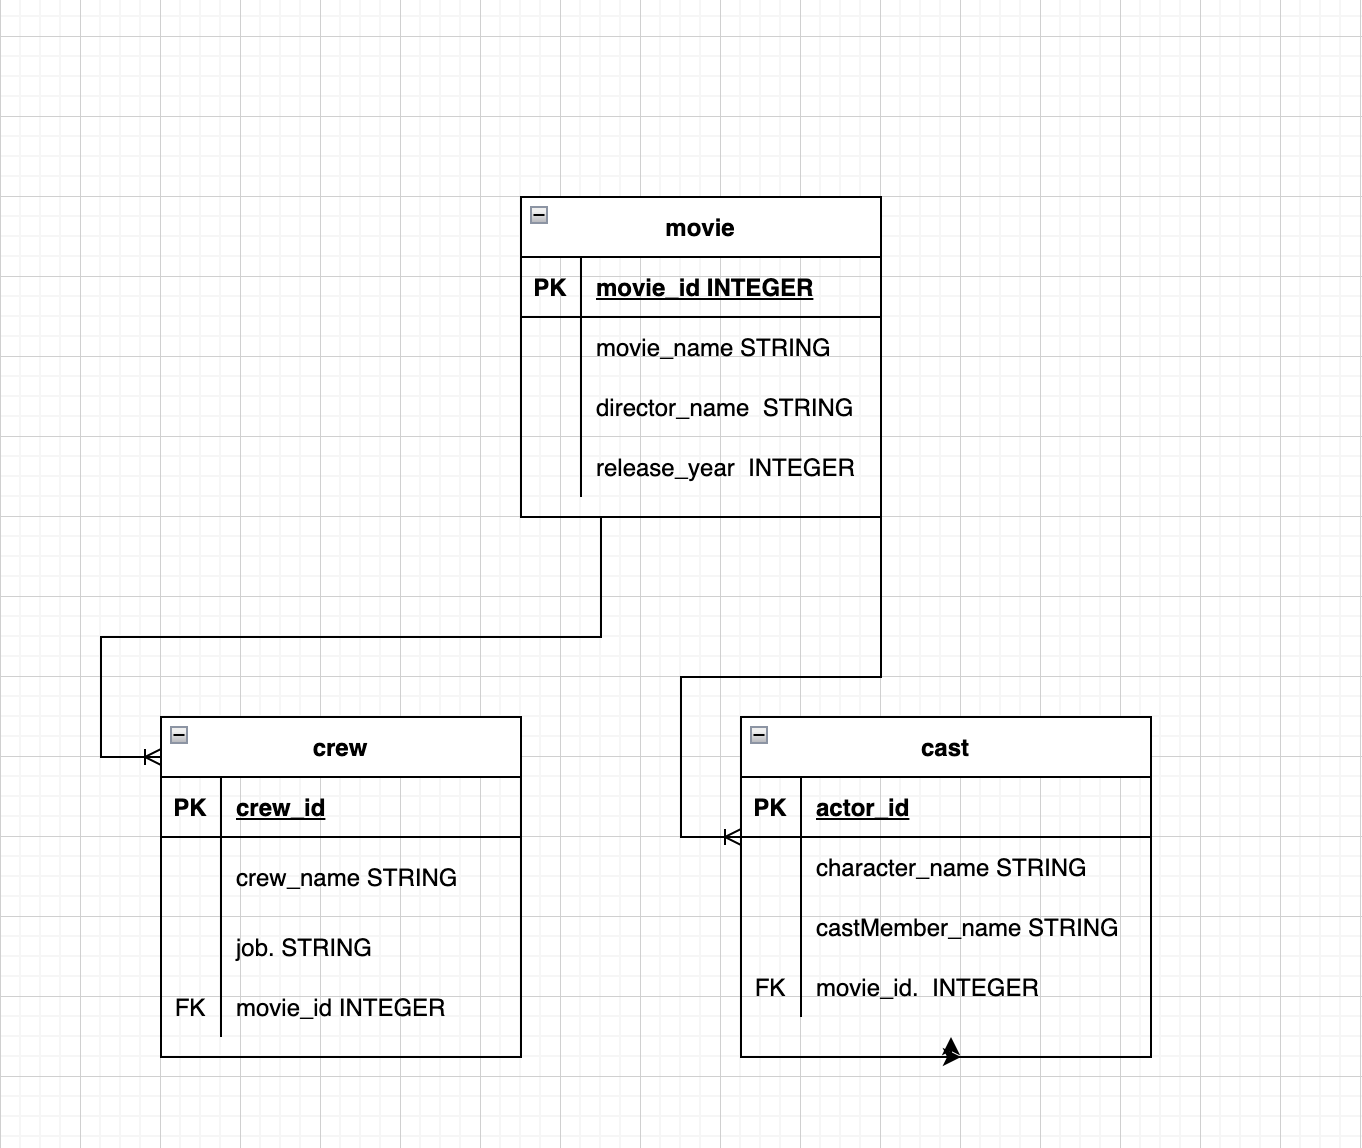 movie
PK movie_id INTEGER
movie_name STRING
director_name  STRING
release_year  INTEGER
crew
PK crew_id
crew_name STRING
job. STRING
FK movie_id INTEGER
cast
PK actor_id
character_name STRING
castMember_name STRING
FK movie_id.  INTEGER